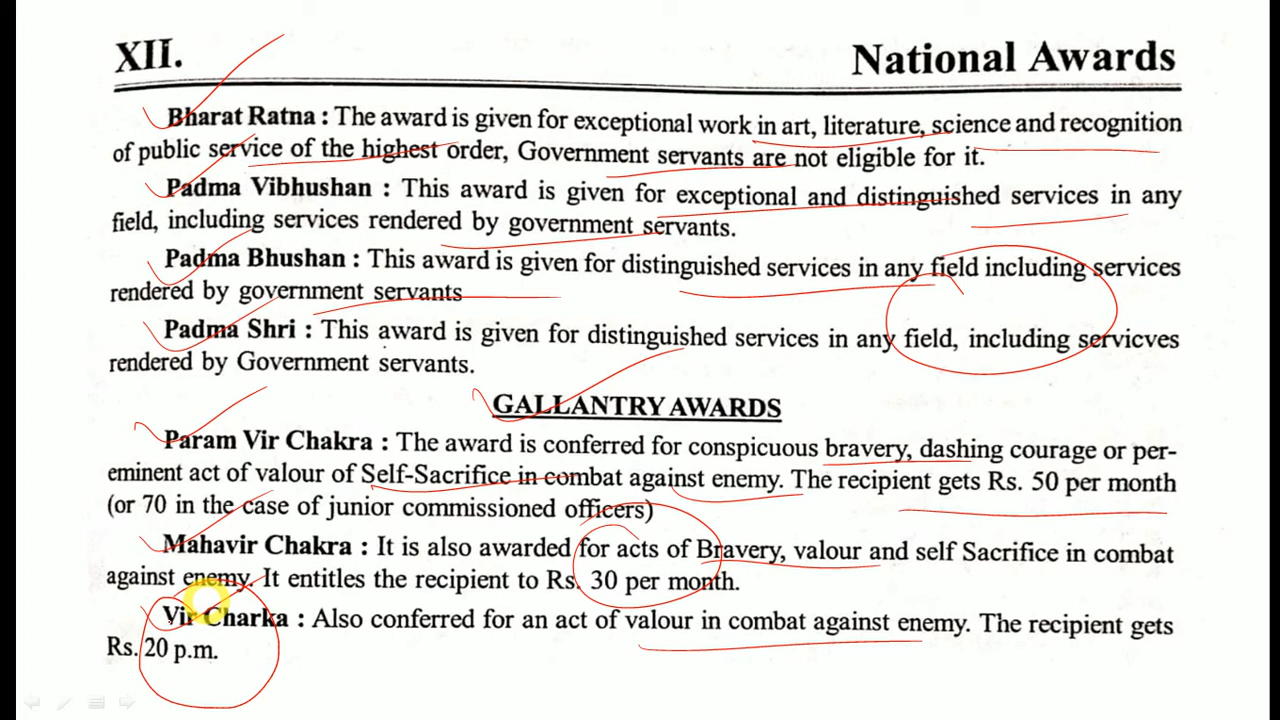 XII. National Awards
Bharat Ratna : The award is given for exceptional work in art, literature, science and recognition
of public service of the highest order, Government servants are not eligible for it.
Padma Vibhushan : This award is given for exceptional and distinguished services in any
field, including services rendered by government servants.
Padma Bhushan : This award is given for distinguished services in any field including services
rendered by government servants
Padma Shri : This award is given for distinguished services in any field, including servicves
rendered by Government servants.
GALLANTRY AWARDS
Param Vir Chakra : The award is conferred for conspicuous bravery, dashing courage or per-
eminent act of valour of Self-Sacrifice in combat against enemy. The recipient gets Rs. 50 per month
(or 70 in the case of junior commissioned officers)
Mahavir Chakra : It is also awarded for acts of Bravery, valour and self Sacrifice in combat
against enemy. It entitles the recipient to Rs. 30 per month.
Vir Charka : Also conferred for an act of valour in combat against enemy. The recipient gets
Rs. 20 p.m.